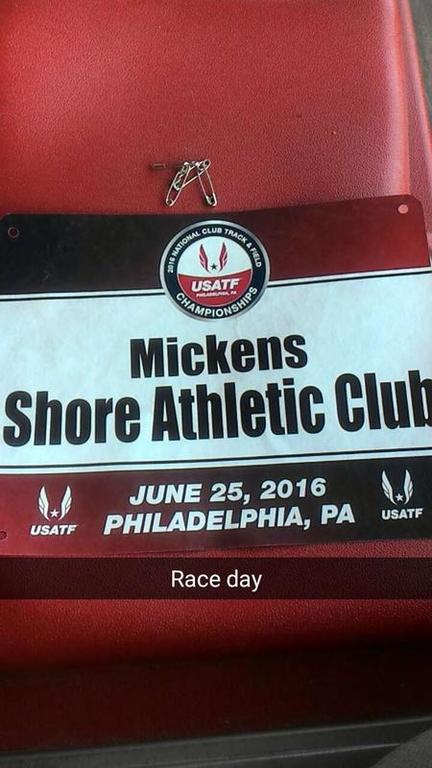 2016 NATIONAL CLUB TRACK & FIELD
USATF
PHILADELPHIA, PA
CHAMPIONSHIPS
Mickens
Shore Athletic Club
JUNE 25, 2016
PHILADELPHIA, PA
USATF
USATF
Race day